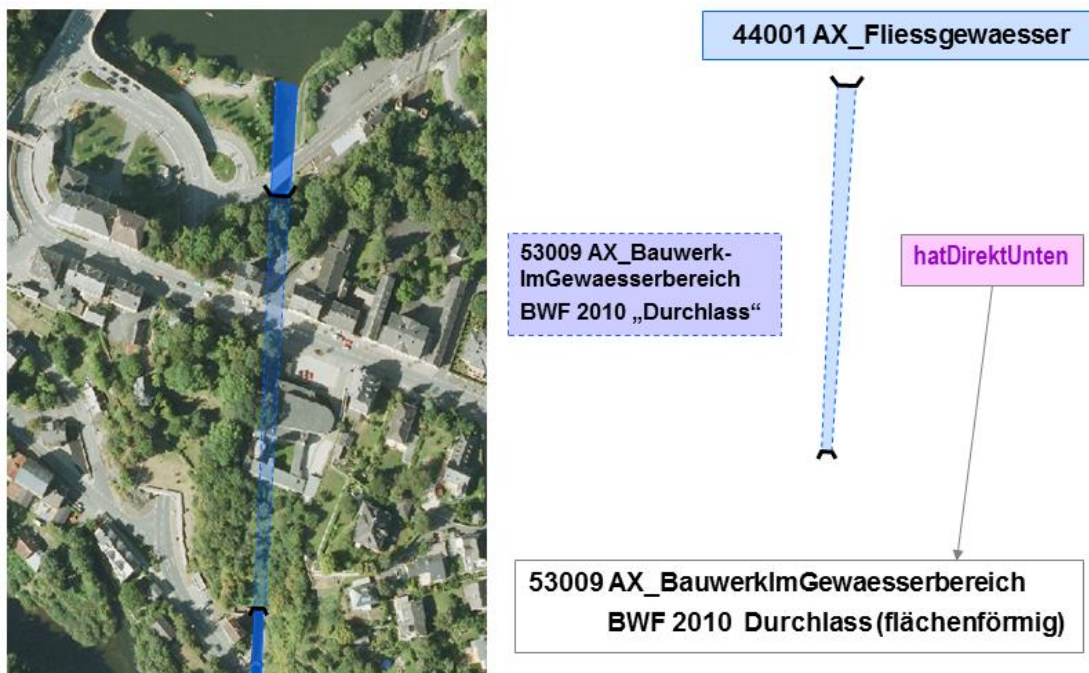 44001 AX_Fliessgewaesser
53009 AX_Bauwerk-
ImGewaesserbereich
BWF 2010 „Durchlass“
hatDirektUnten
53009 AX_BauwerkImGewaesserbereich
BWF 2010 Durchlass (flächenförmig)